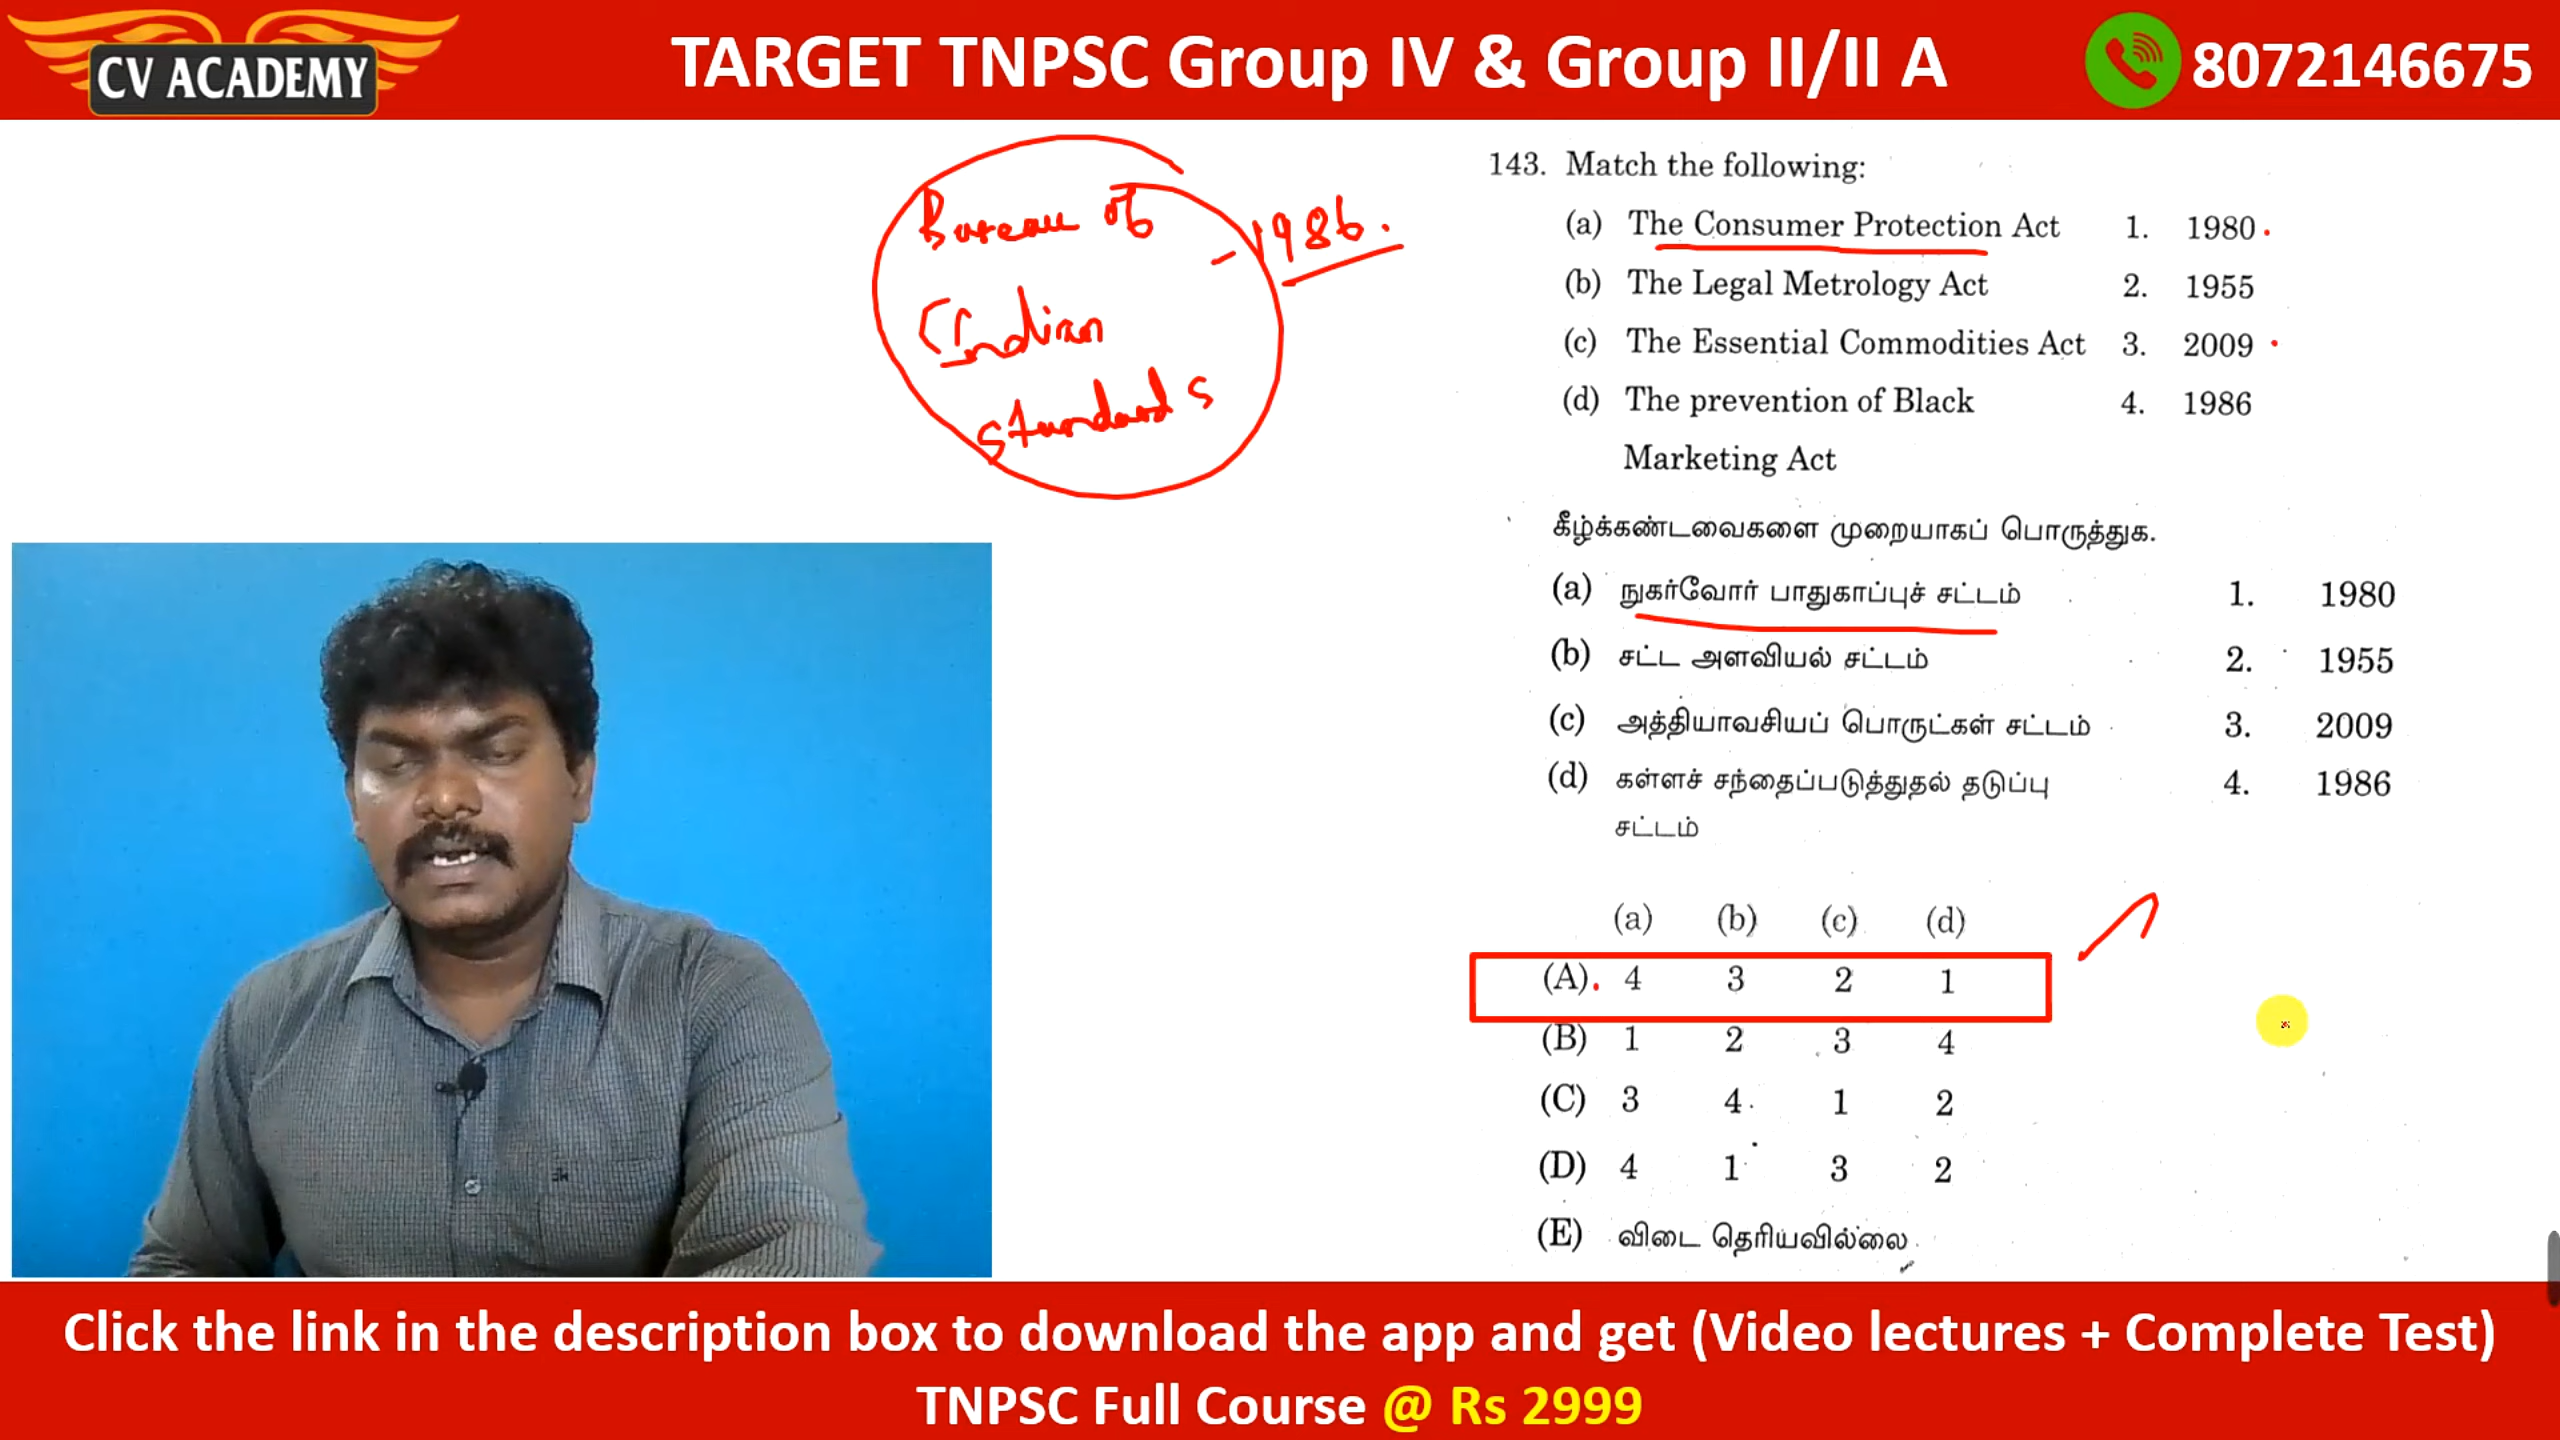 CV ACADEMY
TARGET TNPSC Group IV & Group II/II A
8072146675
Bureau of
Indian
standards
- 1986.
143. Match the following:
(a) The Consumer Protection Act 1. 1980
(b) The Legal Metrology Act 2. 1955
(c) The Essential Commodities Act 3. 2009
(d) The prevention of Black 4. 1986
Marketing Act
கீழ்க்கண்டவைகளை முறையாகப் பொருத்துக.
(a) நுகர்வோர் பாதுகாப்புச் சட்டம் 1. 1980
(b) சட்ட அளவியல் சட்டம் 2. 1955
(c) அத்தியாவசியப் பொருட்கள் சட்டம் 3. 2009
(d) கள்ளச் சந்தைப்படுத்துதல் தடுப்பு 4. 1986
சட்டம்
(a) (b) (c) (d)
(A) 4 3 2 1
(B) 1 2 3 4
(C) 3 4 1 2
(D) 4 1 3 2
(E) விடை தெரியவில்லை
Click the link in the description box to download the app and get (Video lectures + Complete Test)
TNPSC Full Course @ Rs 2999